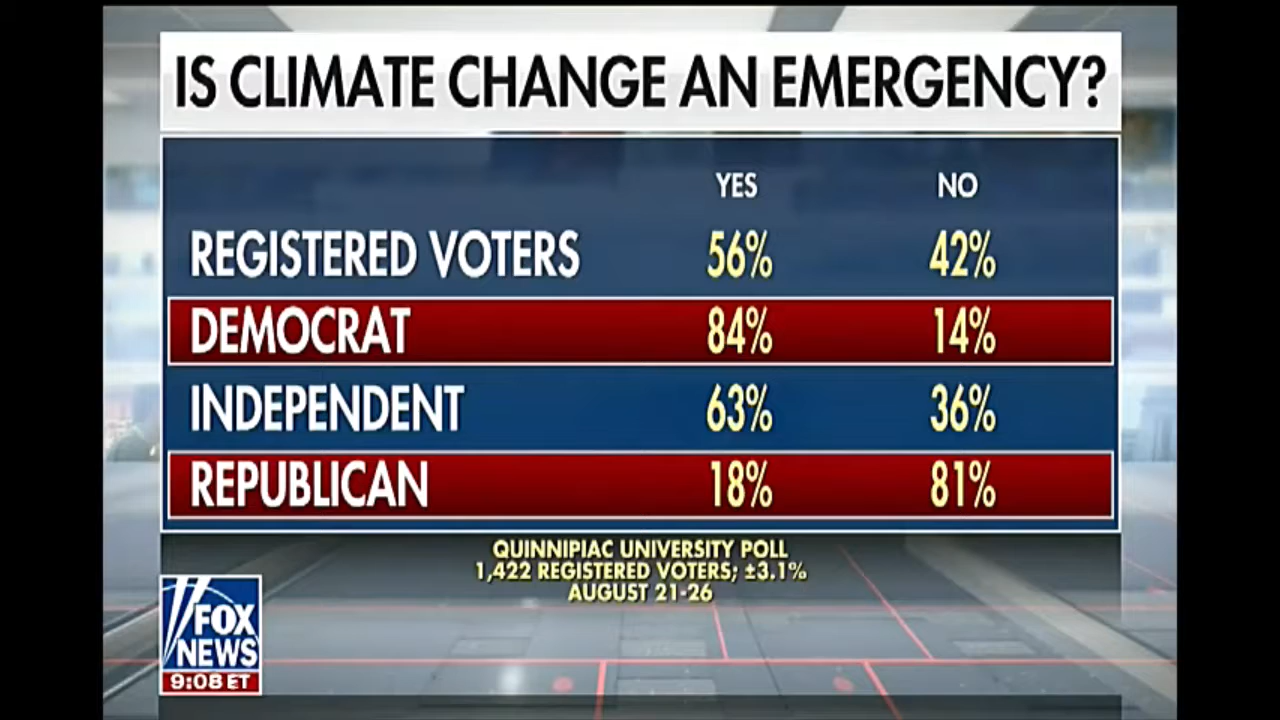 IS CLIMATE CHANGE AN EMERGENCY?
YES NO
REGISTERED VOTERS 56% 42%
DEMOCRAT 84% 14%
INDEPENDENT 63% 36%
REPUBLICAN 18% 81%
QUINNIPIAC UNIVERSITY POLL
1,422 REGISTERED VOTERS; ±3.1%
AUGUST 21-26
FOX
NEWS
9:08 ET